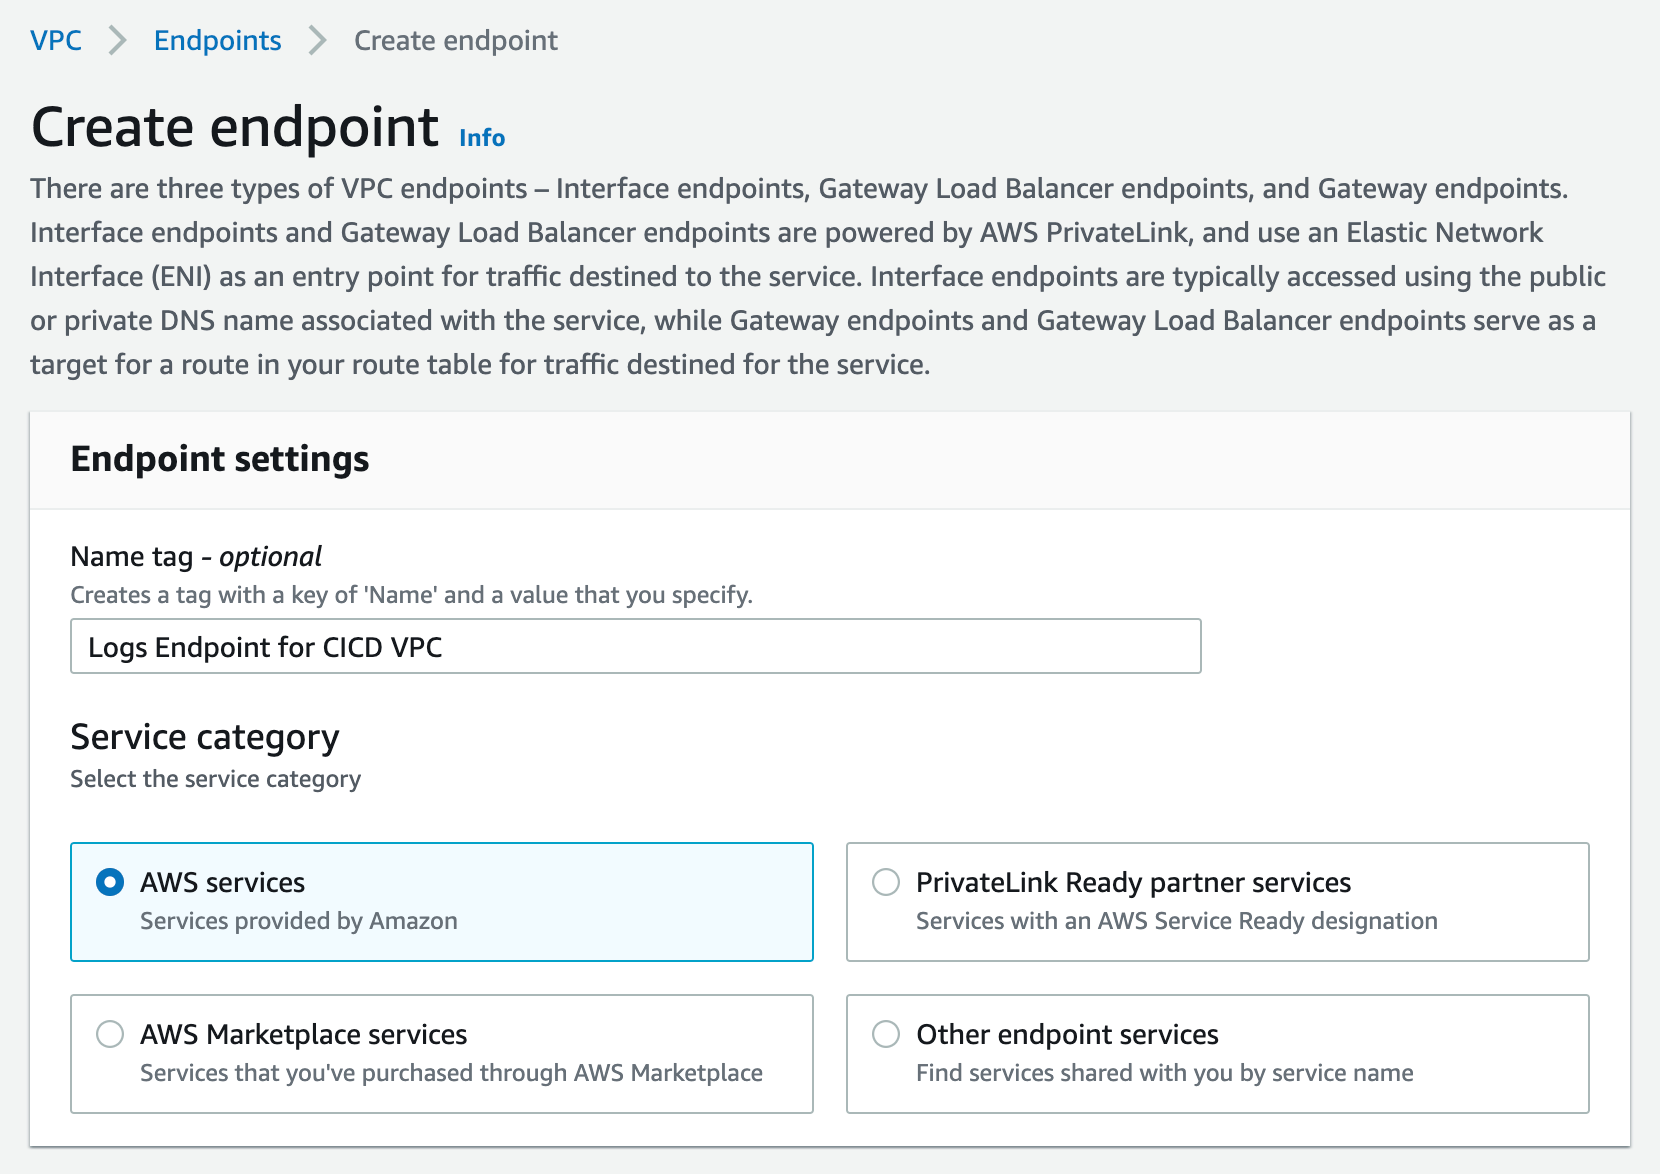 VPC > Endpoints > Create endpoint
Create endpoint Info
There are three types of VPC endpoints – Interface endpoints, Gateway Load Balancer endpoints, and Gateway endpoints.
Interface endpoints and Gateway Load Balancer endpoints are powered by AWS PrivateLink, and use an Elastic Network
Interface (ENI) as an entry point for traffic destined to the service. Interface endpoints are typically accessed using the public
or private DNS name associated with the service, while Gateway endpoints and Gateway Load Balancer endpoints serve as a
target for a route in your route table for traffic destined for the service.
Endpoint settings
Name tag - optional
Creates a tag with a key of 'Name' and a value that you specify.
Logs Endpoint for CICD VPC
Service category
Select the service category
AWS services
Services provided by Amazon
PrivateLink Ready partner services
Services with an AWS Service Ready designation
AWS Marketplace services
Services that you've purchased through AWS Marketplace
Other endpoint services
Find services shared with you by service name